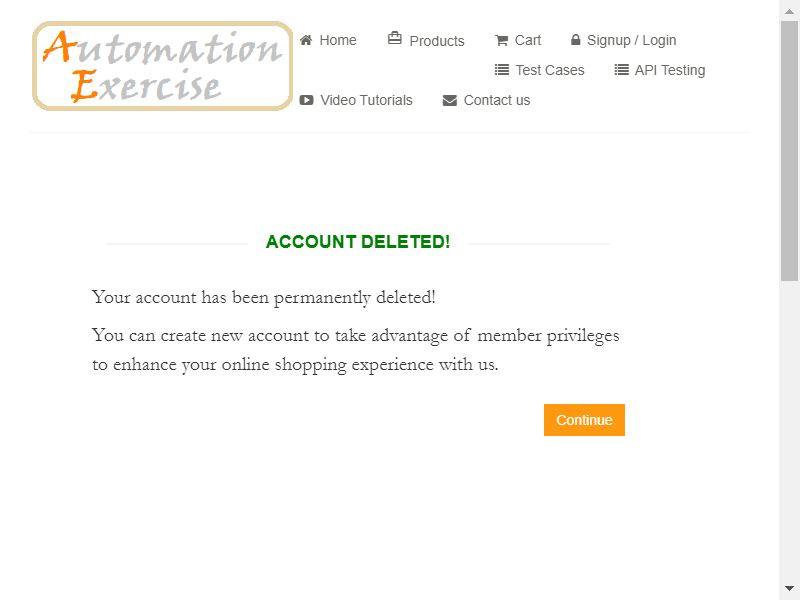 Automation
Exercise
Home Products Cart Signup / Login
Test Cases API Testing
Video Tutorials Contact us
ACCOUNT DELETED!
Your account has been permanently deleted!
You can create new account to take advantage of member privileges
to enhance your online shopping experience with us.
Continue